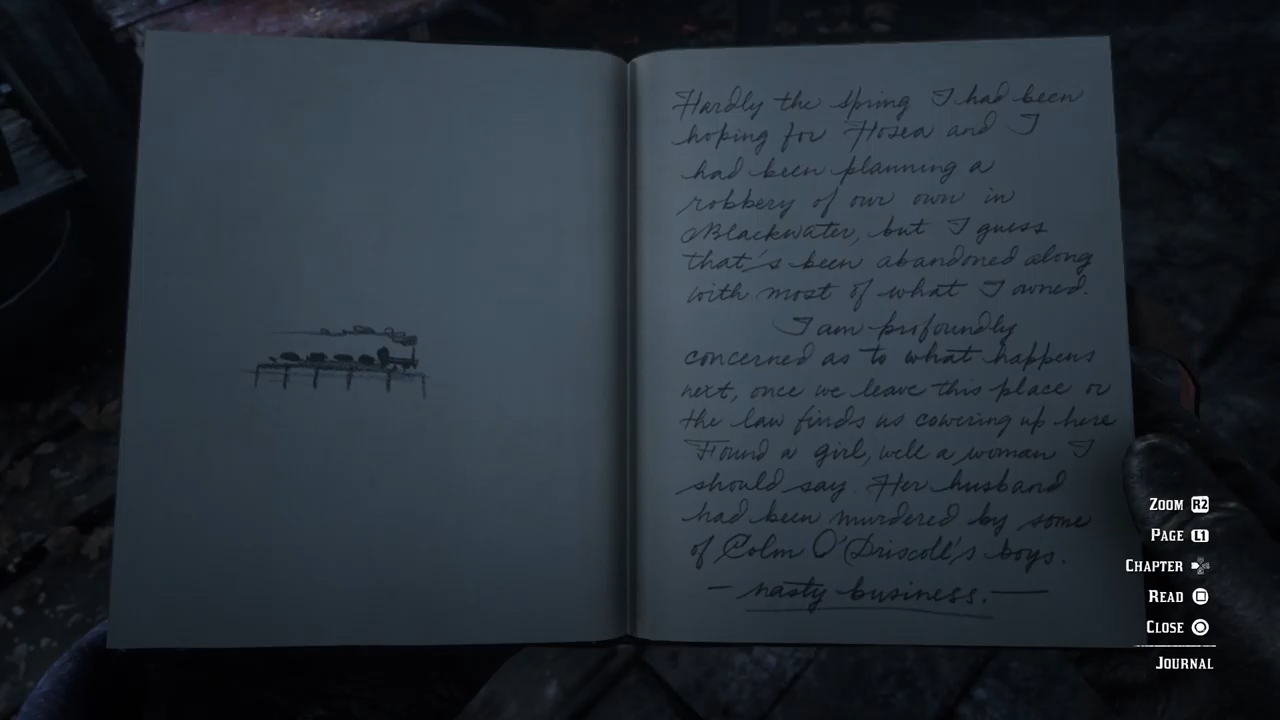 Hardly the spring I had been
hoping for Hosea and I
had been planning a
robbery of our own in
Blackwater, but I guess
that's been abandoned along
with most of what I owned.
I am profoundly
concerned as to what happens
next, once we leave this place or
the law finds us cowering up here
Found a girl, well a woman I
should say. Her husband
had been murdered by some
of Colm O'Driscoll's boys.
— nasty business. —
ZOOM R2
PAGE L1
CHAPTER
READ
CLOSE
JOURNAL